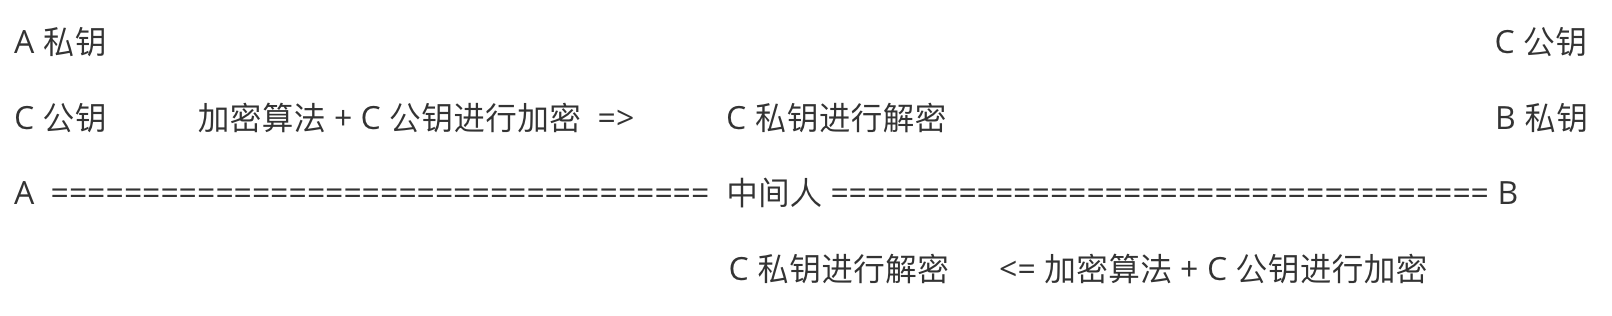 A 私钥 C 公钥
C 公钥 加密算法 + C 公钥进行加密 => C 私钥进行解密 B 私钥
A ==================================== 中间人 ==================================== B
C 私钥进行解密 <= 加密算法 + C 公钥进行加密